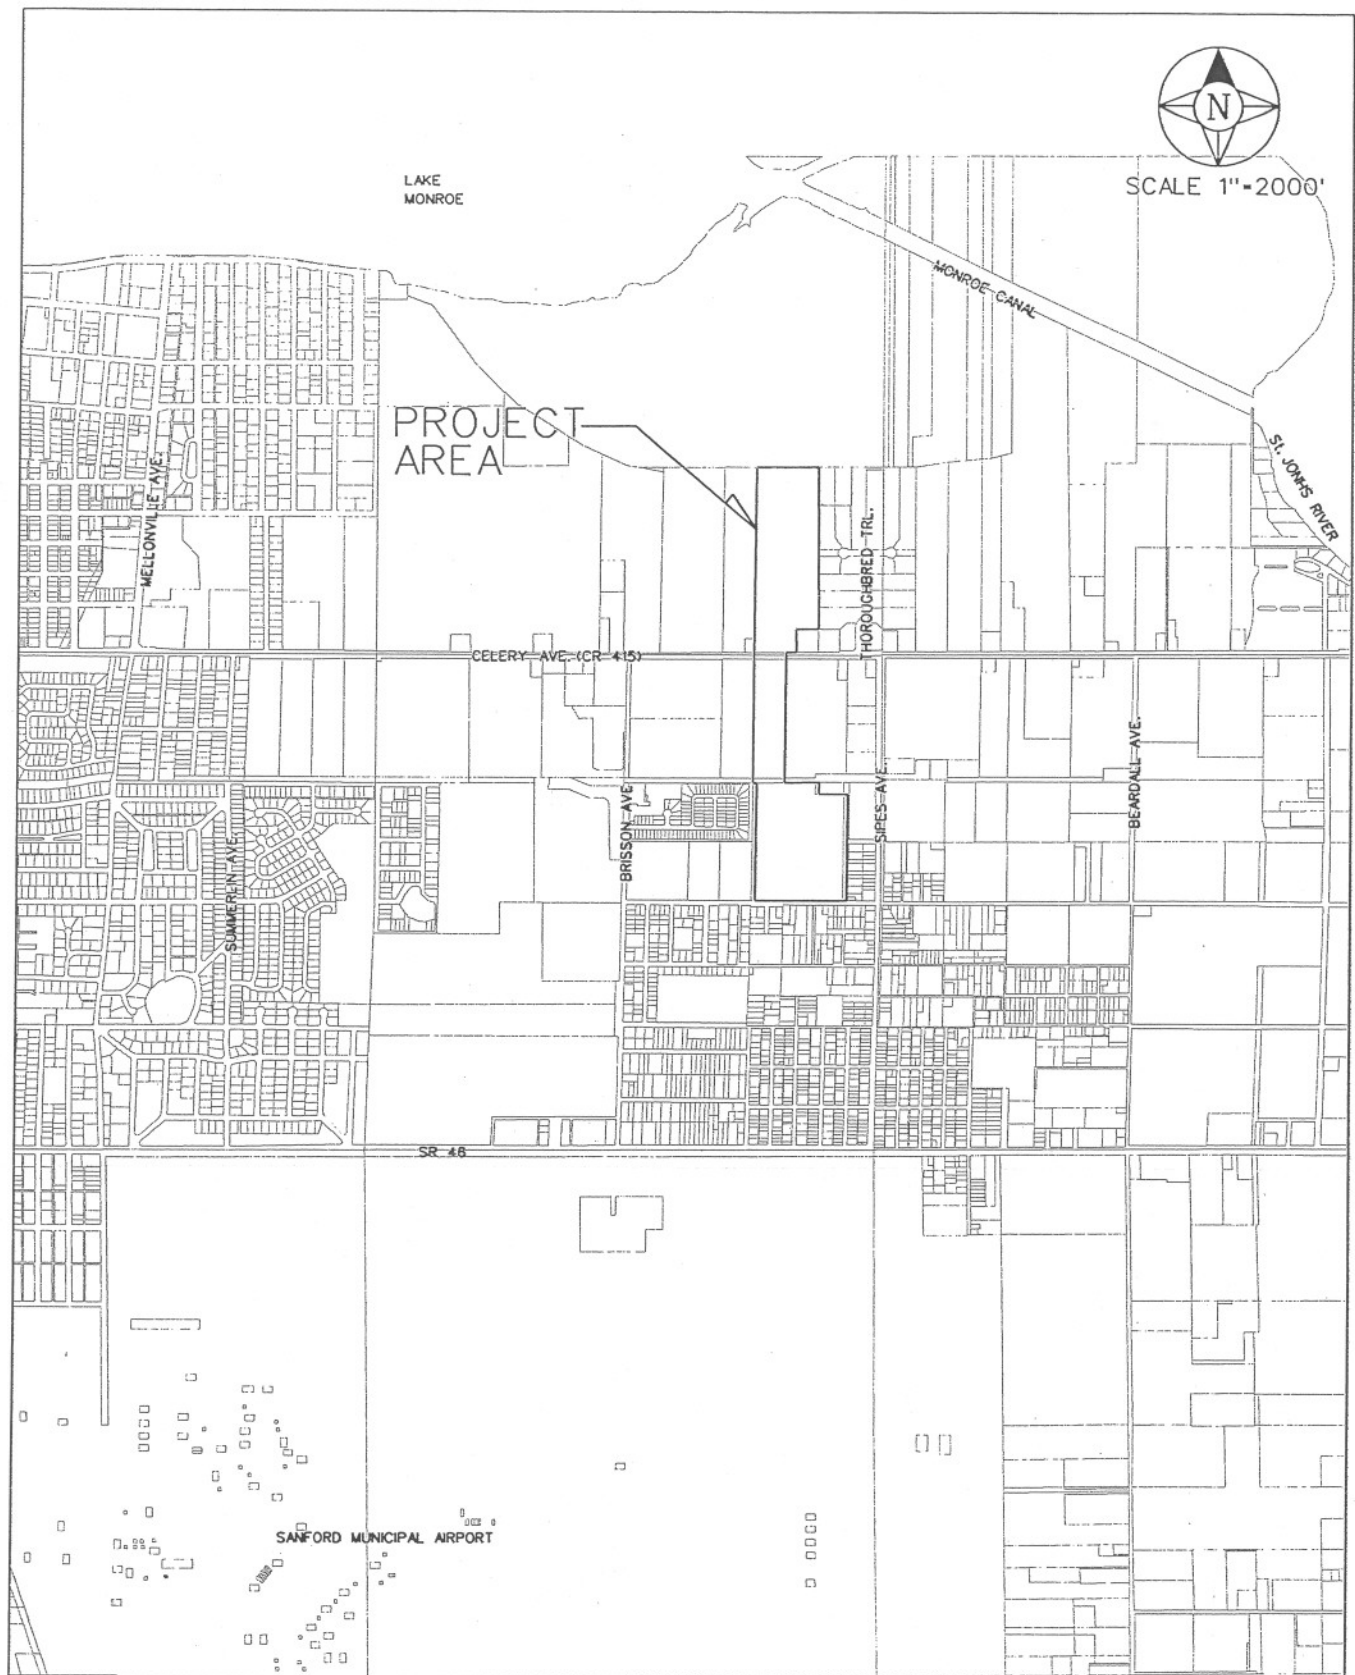 N
SCALE 1"=2000'
LAKE
MONROE
MONROE CANAL
PROJECT
AREA
St. JONHS RIVER
MELLONVILLE AVE.
THOROUGHBRED TRL.
CELERY AVE. (CR 415)
BRISSON AVE.
SIPES AVE.
BEARDALL AVE.
SUMMERLIN AVE.
SR 46
SANFORD MUNICIPAL AIRPORT